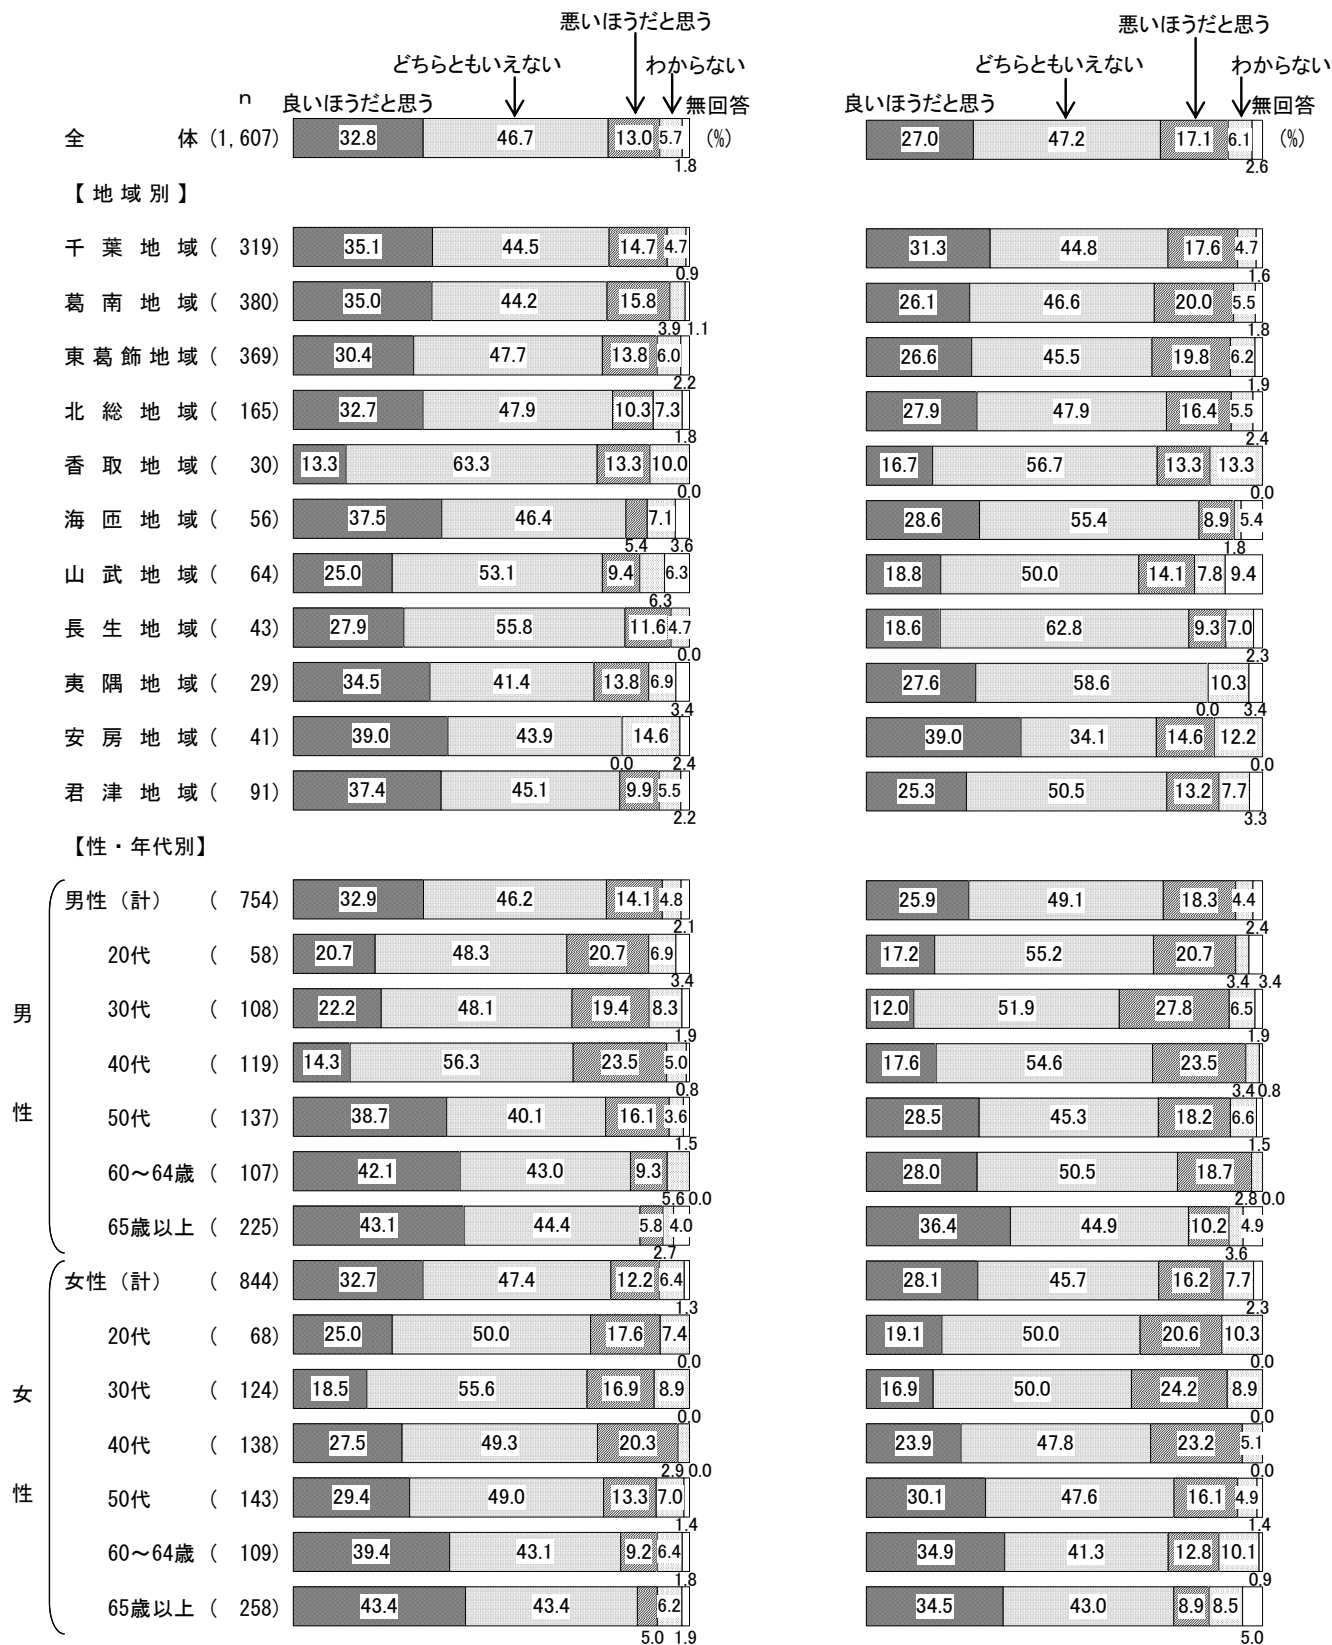 悪いほうだと思う 悪いほうだと思う
どちらともいえない わからない どちらともいえない わからない
n 良いほうだと思う 無回答 良いほうだと思う 無回答
全 体 (1,607) 32.8 46.7 13.0 5.7 (%) 27.0 47.2 17.1 6.1 (%)
1.8 2.6
【地域別】
千葉地域 ( 319) 35.1 44.5 14.7 4.7 31.3 44.8 17.6 4.7
0.9 1.6
葛南地域 ( 380) 35.0 44.2 15.8 26.1 46.6 20.0 5.5
3.9 1.1 1.8
東葛飾地域 ( 369) 30.4 47.7 13.8 6.0 26.6 45.5 19.8 6.2
2.2 1.9
北総地域 ( 165) 32.7 47.9 10.3 7.3 27.9 47.9 16.4 5.5
1.8 2.4
香取地域 ( 30) 13.3 63.3 13.3 10.0 16.7 56.7 13.3 13.3
0.0 0.0
海匝地域 ( 56) 37.5 46.4 7.1 28.6 55.4 8.9 5.4
5.4 3.6 1.8
山武地域 ( 64) 25.0 53.1 9.4 6.3 18.8 50.0 14.1 7.8 9.4
6.3
長生地域 ( 43) 27.9 55.8 11.6 4.7 18.6 62.8 9.3 7.0
0.0 2.3
夷隅地域 ( 29) 34.5 41.4 13.8 6.9 27.6 58.6 10.3
3.4 0.0 3.4
安房地域 ( 41) 39.0 43.9 14.6 39.0 34.1 14.6 12.2
0.0 2.4 0.0
君津地域 ( 91) 37.4 45.1 9.9 5.5 25.3 50.5 13.2 7.7
2.2 3.3
【性・年代別】
男性（計） ( 754) 32.9 46.2 14.1 4.8 25.9 49.1 18.3 4.4
2.1 2.4
20代 ( 58) 20.7 48.3 20.7 6.9 17.2 55.2 20.7
3.4 3.4 3.4
男 30代 ( 108) 22.2 48.1 19.4 8.3 12.0 51.9 27.8 6.5
1.9 1.9
40代 ( 119) 14.3 56.3 23.5 5.0 17.6 54.6 23.5
0.8 3.4 0.8
性 50代 ( 137) 38.7 40.1 16.1 3.6 28.5 45.3 18.2 6.6
1.5 1.5
60～64歳 ( 107) 42.1 43.0 9.3 28.0 50.5 18.7
5.6 0.0 2.8 0.0
65歳以上 ( 225) 43.1 44.4 5.8 4.0 36.4 44.9 10.2 4.9
2.7 3.6
女性（計） ( 844) 32.7 47.4 12.2 6.4 28.1 45.7 16.2 7.7
1.3 2.3
20代 ( 68) 25.0 50.0 17.6 7.4 19.1 50.0 20.6 10.3
0.0 0.0
女 30代 ( 124) 18.5 55.6 16.9 8.9 16.9 50.0 24.2 8.9
0.0 0.0
40代 ( 138) 27.5 49.3 20.3 23.9 47.8 23.2 5.1
2.9 0.0 0.0
性 50代 ( 143) 29.4 49.0 13.3 7.0 30.1 47.6 16.1 4.9
1.4 1.4
60～64歳 ( 109) 39.4 43.1 9.2 6.4 34.9 41.3 12.8 10.1
1.8 0.9
65歳以上 ( 258) 43.4 43.4 6.2 34.5 43.0 8.9 8.5
5.0 1.9 5.0